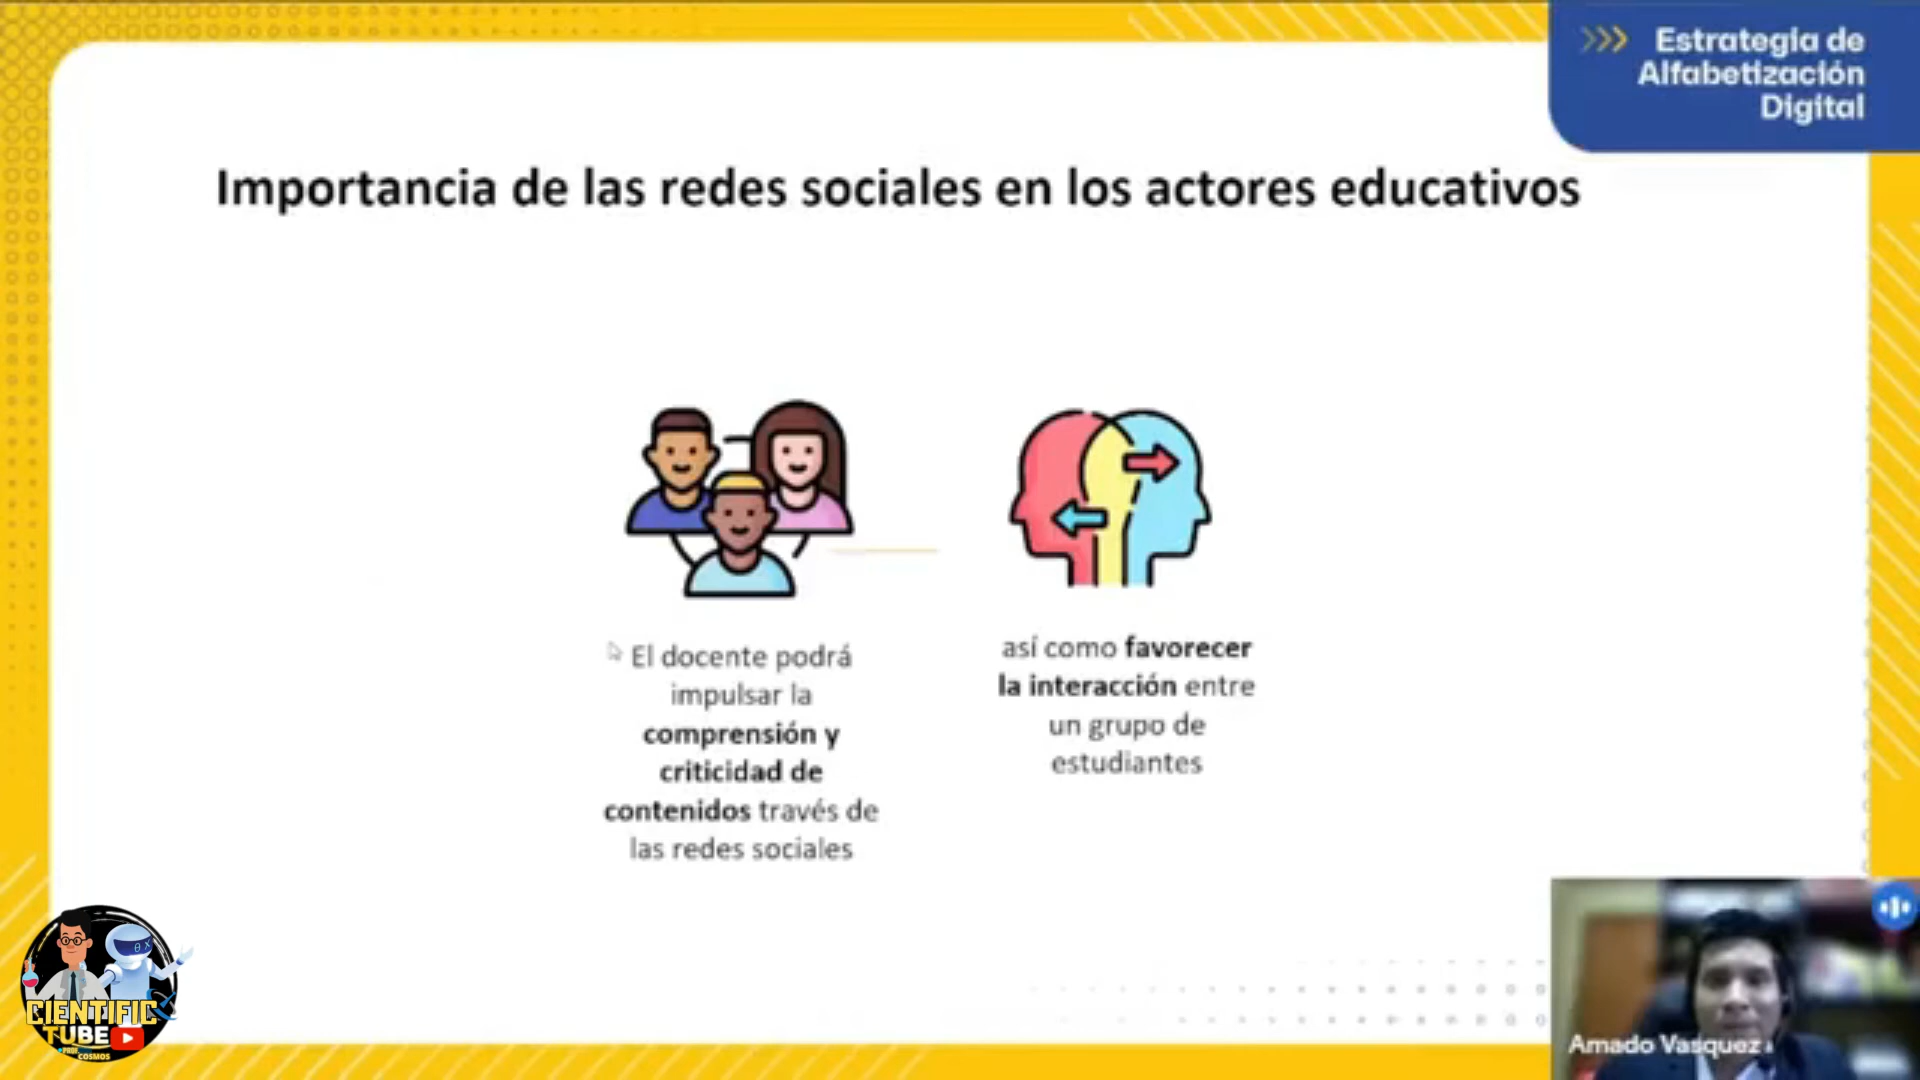 >>> Estrategia de
Alfabetización
Digital
Importancia de las redes sociales en los actores educativos
El docente podrá
impulsar la
comprensión y
criticidad de
contenidos través de
las redes sociales
así como favorecer
la interacción entre
un grupo de
estudiantes
CIENTIFIC
TUBE
PROF
COSMOS
Amado Vasquez